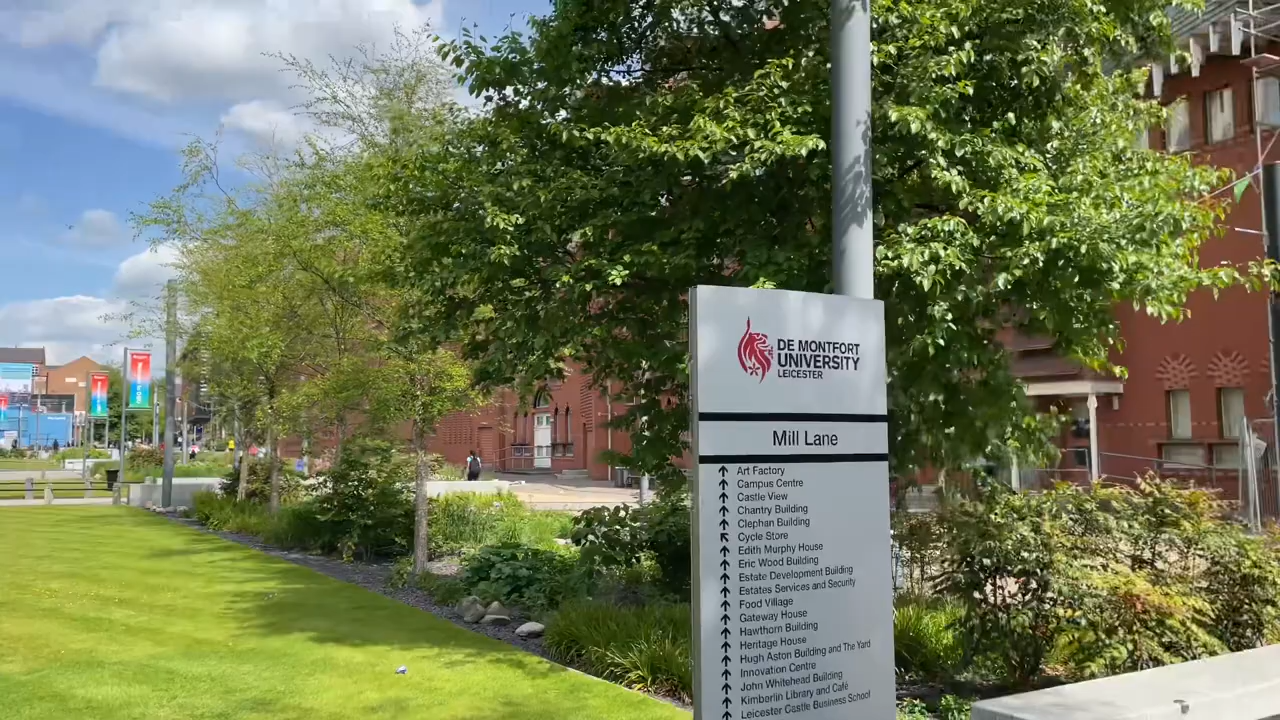 DE MONTFORT
UNIVERSITY
LEICESTER
Mill Lane
Art Factory
Campus Centre
Castle View
Chantry Building
Clephan Building
Cycle Store
Edith Murphy House
Eric Wood Building
Estate Development Building
Estates Services and Security
Food Village
Gateway House
Hawthorn Building
Heritage House
Hugh Aston Building and The Yard
Innovation Centre
John Whitehead Building
Kimberlin Library and Café
Leicester Castle Business School